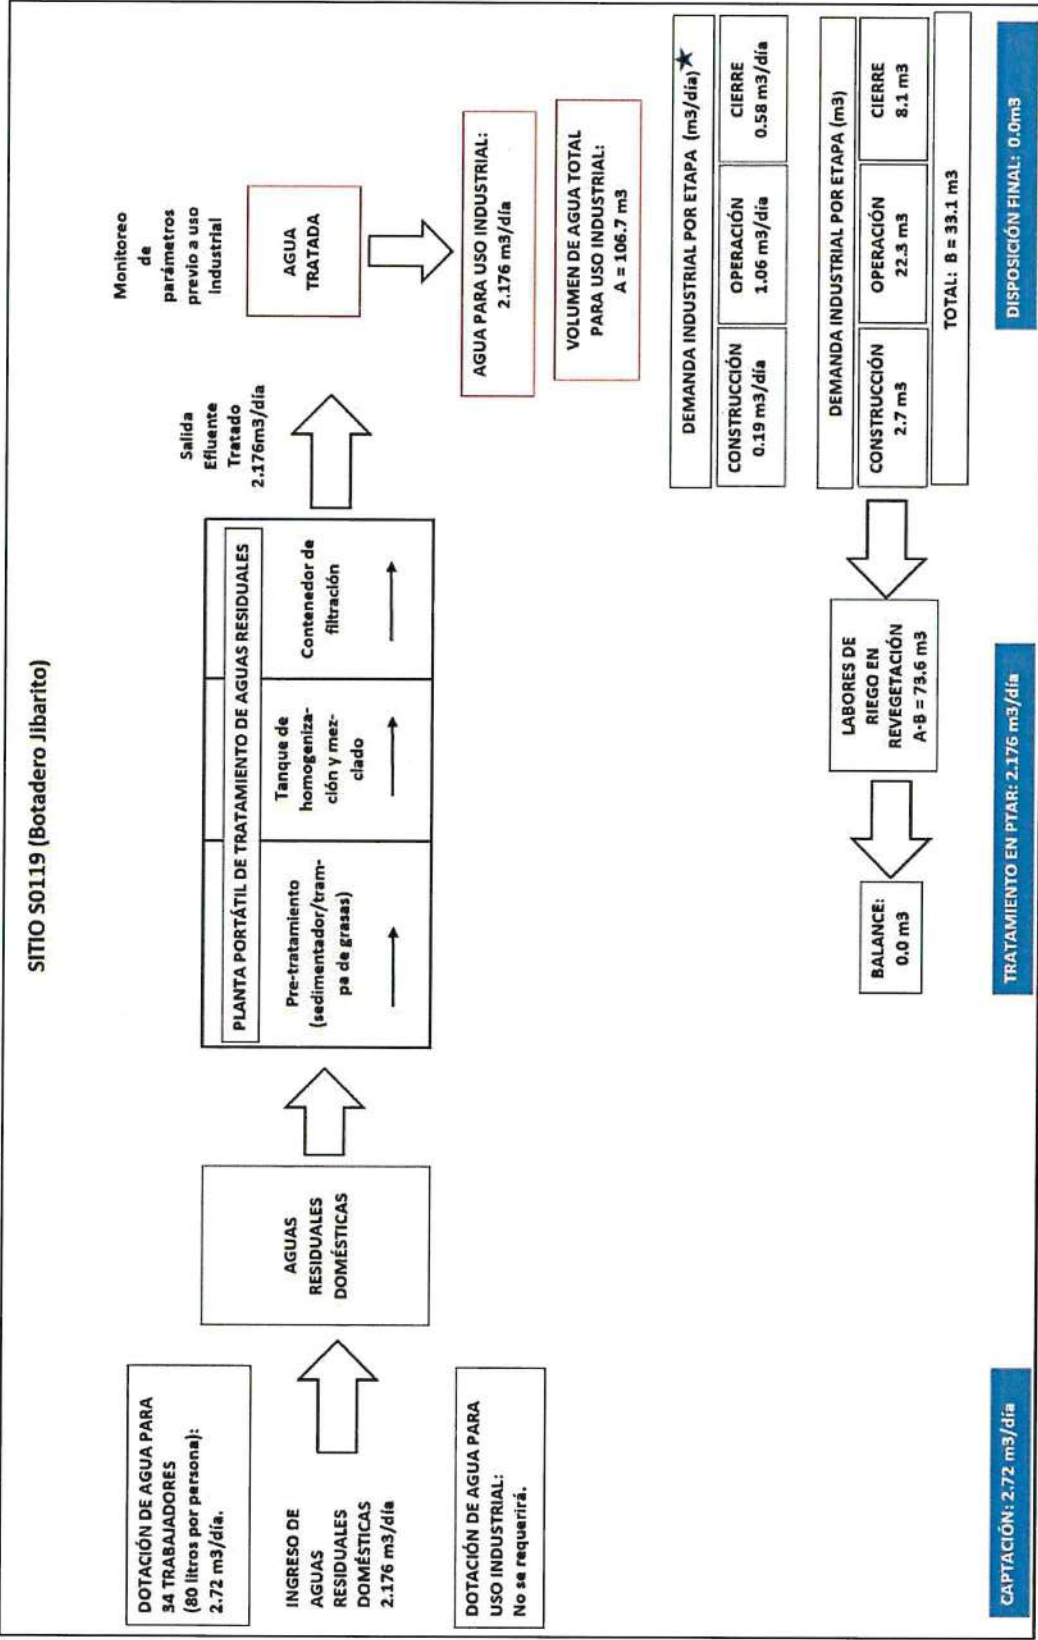 SITIO S0119 (Botadero Jibarito)
DOTACIÓN DE AGUA PARA
34 TRABAJADORES
(80 litros por persona):
2.72 m3/día.
INGRESO DE
AGUAS
RESIDUALES
DOMÉSTICAS
2.176 m3/día
DOTACIÓN DE AGUA PARA
USO INDUSTRIAL:
No se requerirá.
AGUAS
RESIDUALES
DOMÉSTICAS
PLANTA PORTÁTIL DE TRATAMIENTO DE AGUAS RESIDUALES
Pre-tratamiento
(sedimentador/tram-
pa de grasas)
Tanque de
homogeniza-
ción y mez-
clado
Contenedor de
filtración
Salida
Efluente
Tratado
2.176m3/día
Monitoreo
de
parámetros
previo a uso
Industrial
AGUA
TRATADA
AGUA PARA USO INDUSTRIAL:
2.176 m3/día
VOLUMEN DE AGUA TOTAL
PARA USO INDUSTRIAL:
A = 106.7 m3
DEMANDA INDUSTRIAL POR ETAPA (m3/día)★
CONSTRUCCIÓN
0.19 m3/día
OPERACIÓN
1.06 m3/día
CIERRE
0.58 m3/día
DEMANDA INDUSTRIAL POR ETAPA (m3)
CONSTRUCCIÓN
2.7 m3
OPERACIÓN
22.3 m3
CIERRE
8.1 m3
TOTAL: B = 33.1 m3
LABORES DE
RIEGO EN
REVEGETACIÓN
A-B = 73.6 m3
BALANCE:
0.0 m3
CAPTACIÓN: 2.72 m3/día
TRATAMIENTO EN PTAR: 2.176 m3/día
DISPOSICIÓN FINAL: 0.0m3